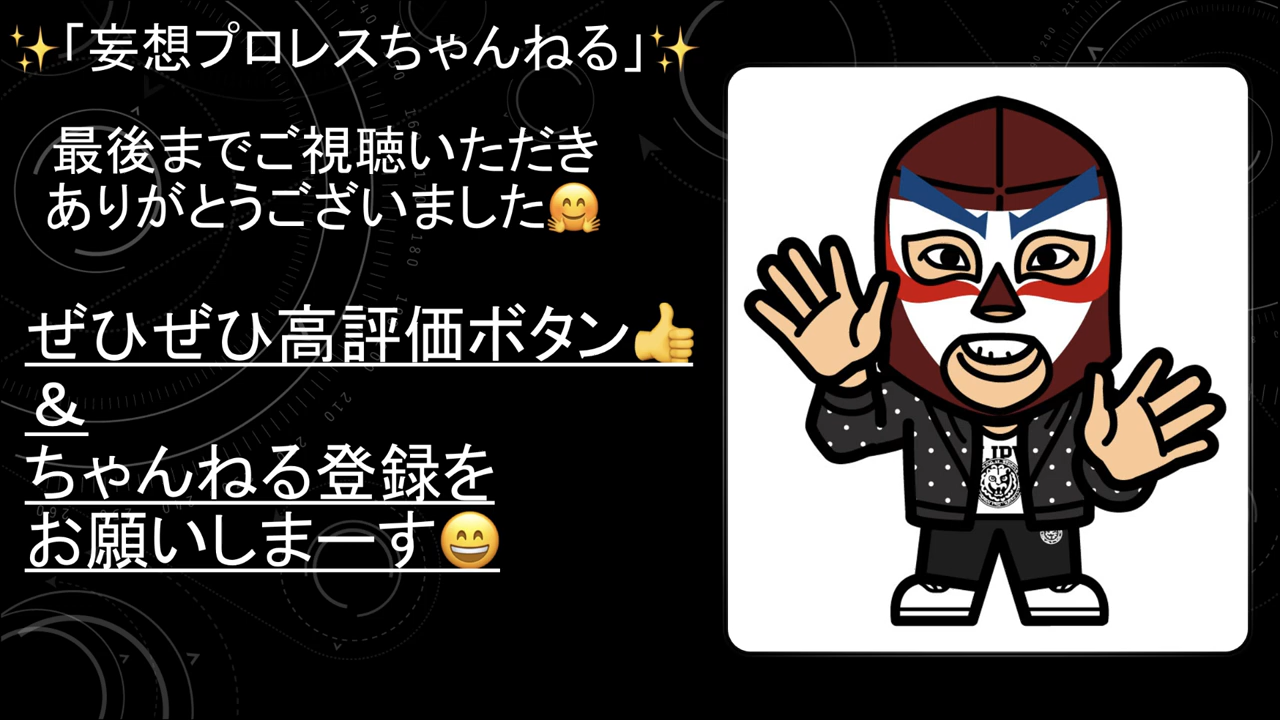 ✨「妄想プロレスちゃんねる」✨
最後までご視聴いただき
ありがとうございました🤗
ぜひぜひ高評価ボタン👍
&
ちゃんねる登録を
お願いしまーす😄